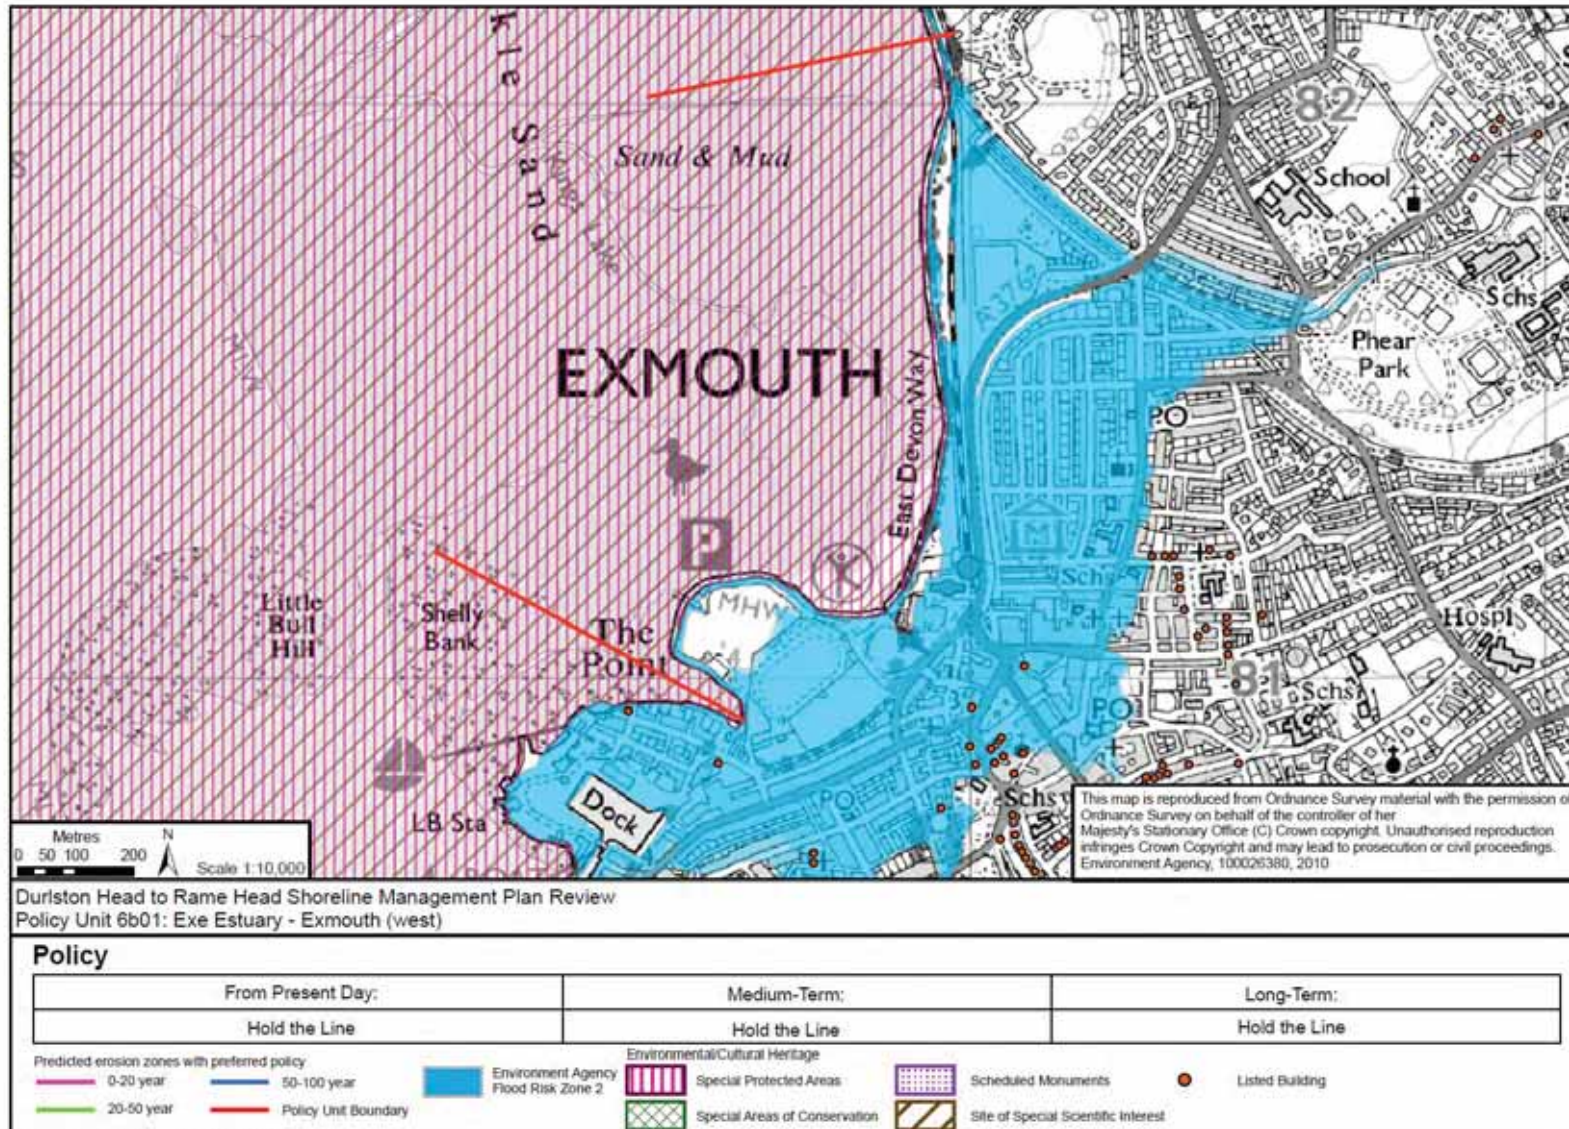 kle Sand
Sand & Mud
82
School
Schs
Phear
Park
A376
EXMOUTH
East Devon Way
PO
M
P
MHW
Schs
Little
Bull
Hill
Shelly
Bank
The
Point
Hospl
81
Schs
PO
Dock
PO
LB Sta
Schs
Metres
0 50 100 200
N
Scale 1:10,000
This map is reproduced from Ordnance Survey material with the permission of
Ordnance Survey on behalf of the controller of her
Majesty's Stationary Office (C) Crown copyright. Unauthorised reproduction
infringes Crown Copyright and may lead to prosecution or civil proceedings.
Environment Agency, 100026380, 2010
Durlston Head to Rame Head Shoreline Management Plan Review
Policy Unit 6b01: Exe Estuary - Exmouth (west)
Policy
From Present Day: Medium-Term: Long-Term:
Hold the Line Hold the Line Hold the Line
Predicted erosion zones with preferred policy
0-20 year
20-50 year
50-100 year
Policy Unit Boundary
Environment Agency
Flood Risk Zone 2
Environmental/Cultural Heritage
Special Protected Areas
Special Areas of Conservation
Scheduled Monuments
Site of Special Scientific Interest
Listed Building